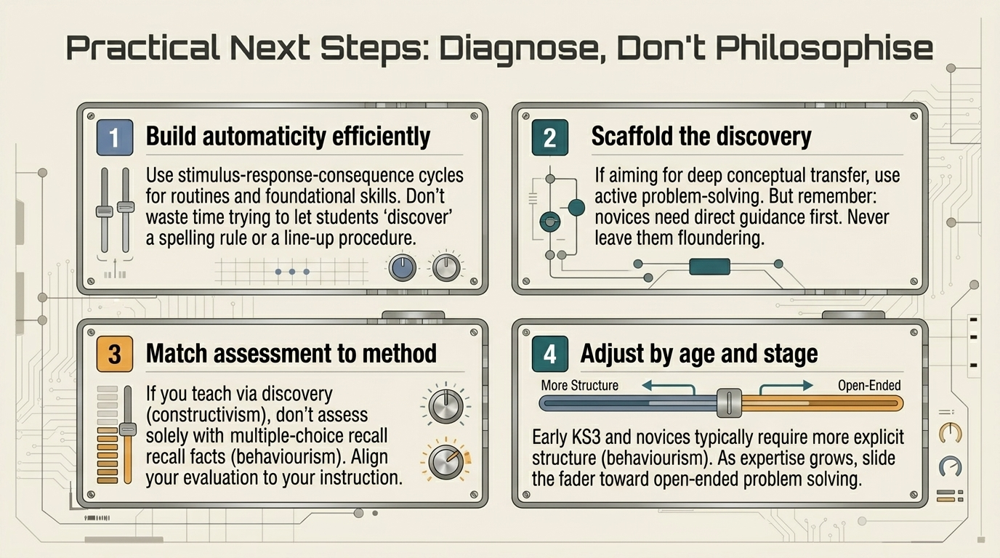 Practical Next Steps: Diagnose, Don't Philosophise
1
Build automaticity efficiently
Use stimulus-response-consequence cycles
for routines and foundational skills. Don't
waste time trying to let students ‘discover’
a spelling rule or a line-up procedure.
2
Scaffold the discovery
If aiming for deep conceptual transfer, use
active problem-solving. But remember:
novices need direct guidance first. Never
leave them floundering.
3
Match assessment to method
If you teach via discovery
(constructivism), don't assess
solely with multiple-choice recall
recall facts (behaviourism). Align
your evaluation to your instruction.
4
Adjust by age and stage
More Structure
Open-Ended
Early KS3 and novices typically require more explicit
structure (behaviourism). As expertise grows, slide
the fader toward open-ended problem solving.